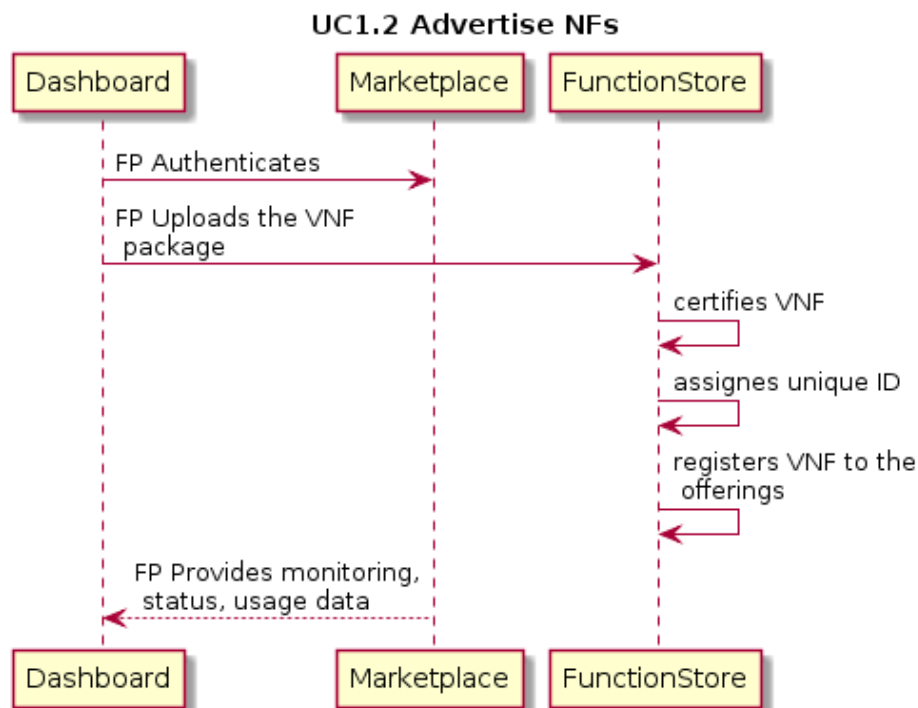 UC1.2 Advertise NFs
Dashboard
Marketplace
FunctionStore
FP Authenticates
FP Uploads the VNF
package
certifies VNF
assignes unique ID
registers VNF to the
offerings
FP Provides monitoring,
status, usage data
Dashboard
Marketplace
FunctionStore